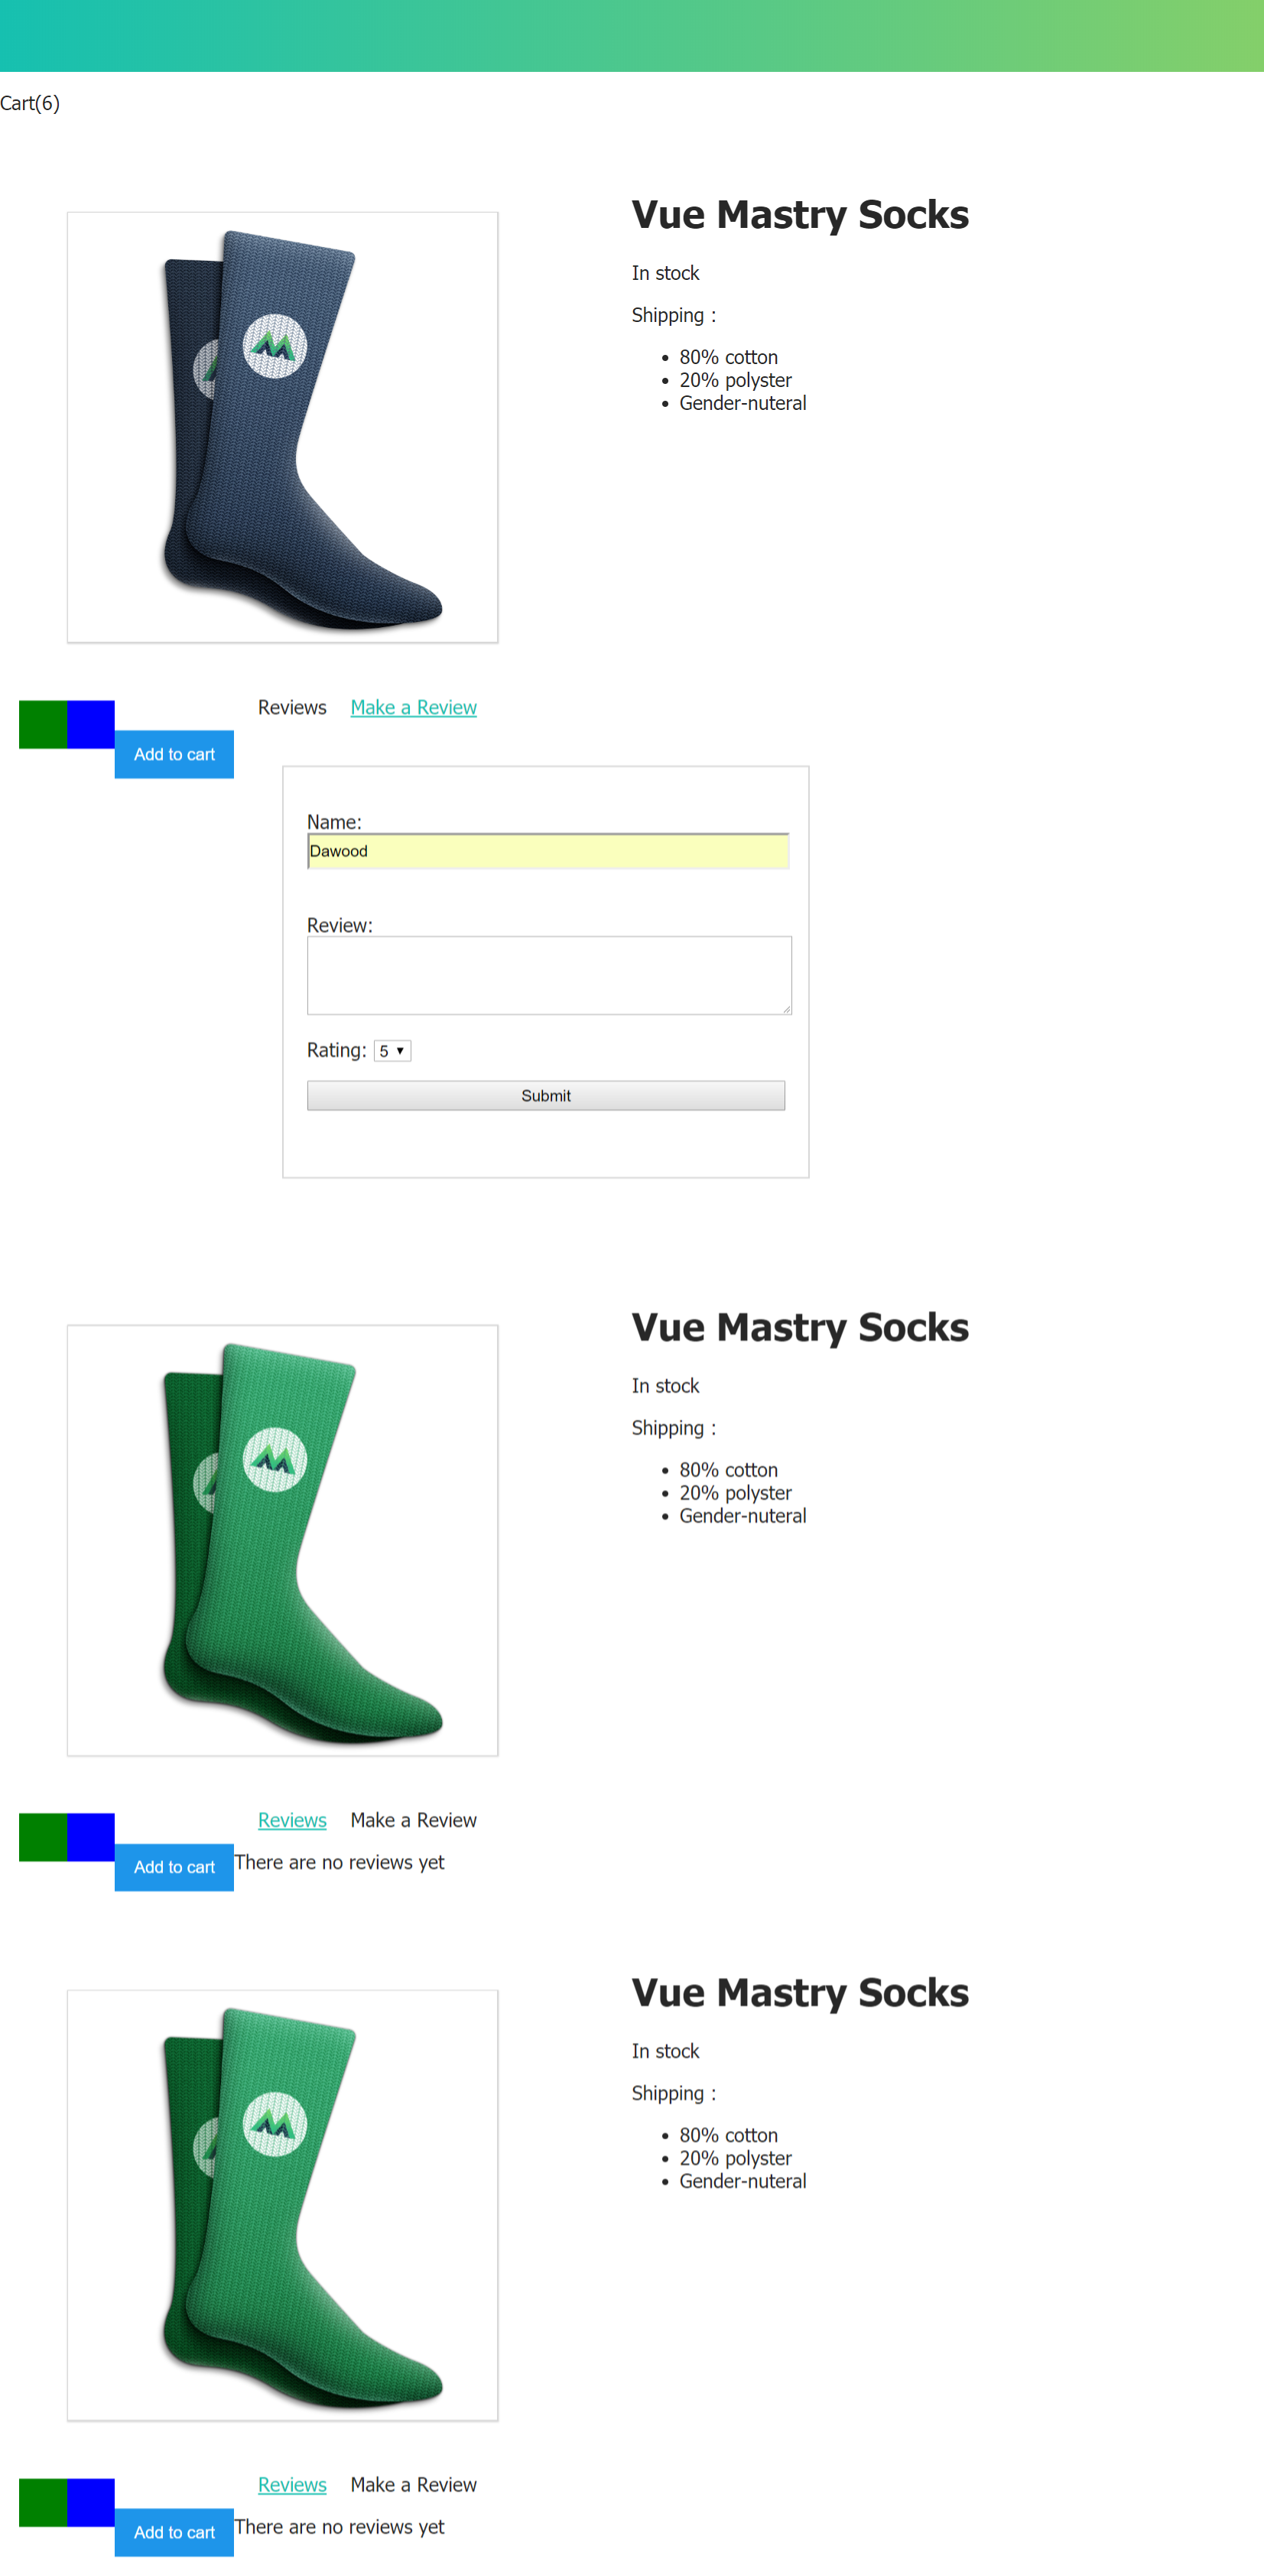 Cart(6)
Vue Mastry Socks
In stock
Shipping :
80% cotton
20% polyster
Gender-nuteral
Reviews Make a Review
Add to cart
Name:
Dawood
Review:
Rating: 5
Submit
Vue Mastry Socks
In stock
Shipping :
80% cotton
20% polyster
Gender-nuteral
Reviews Make a Review
Add to cart There are no reviews yet
Vue Mastry Socks
In stock
Shipping :
80% cotton
20% polyster
Gender-nuteral
Reviews Make a Review
Add to cart There are no reviews yet